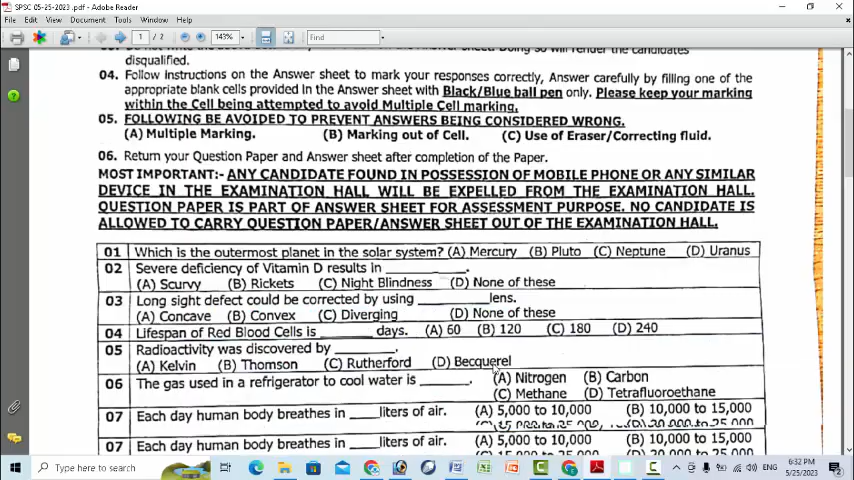 SPSC 05-25-2023 .pdf - Adobe Reader
File Edit View Document Tools Window Help
1 / 2 143% Find
disqualified.
04. Follow instructions on the Answer sheet to mark your responses correctly, Answer carefully by filling one of the
appropriate blank cells provided in the Answer sheet with Black/Blue ball pen only. Please keep your marking
within the Cell being attempted to avoid Multiple Cell marking.
05. FOLLOWING BE AVOIDED TO PREVENT ANSWERS BEING CONSIDERED WRONG.
(A) Multiple Marking. (B) Marking out of Cell. (C) Use of Eraser/Correcting fluid.
06. Return your Question Paper and Answer sheet after completion of the Paper.
MOST IMPORTANT:- ANY CANDIDATE FOUND IN POSSESSION OF MOBILE PHONE OR ANY SIMILAR
DEVICE IN THE EXAMINATION HALL WILL BE EXPELLED FROM THE EXAMINATION HALL.
QUESTION PAPER IS PART OF ANSWER SHEET FOR ASSESSMENT PURPOSE. NO CANDIDATE IS
ALLOWED TO CARRY QUESTION PAPER/ANSWER SHEET OUT OF THE EXAMINATION HALL.
01 Which is the outermost planet in the solar system? (A) Mercury (B) Pluto (C) Neptune (D) Uranus
02 Severe deficiency of Vitamin D results in __________.
(A) Scurvy (B) Rickets (C) Night Blindness (D) None of these
03 Long sight defect could be corrected by using _________lens.
(A) Concave (B) Convex (C) Diverging (D) None of these
04 Lifespan of Red Blood Cells is ______ days. (A) 60 (B) 120 (C) 180 (D) 240
05 Radioactivity was discovered by ________.
(A) Kelvin (B) Thomson (C) Rutherford (D) Becquerel
06 The gas used in a refrigerator to cool water is ______. (A) Nitrogen (B) Carbon
(C) Methane (D) Tetrafluoroethane
07 Each day human body breathes in ____liters of air. (A) 5,000 to 10,000 (B) 10,000 to 15,000
07 Each day human body breathes in ____liters of air. (A) 5,000 to 10,000 (B) 10,000 to 15,000
Type here to search
ENG
6:32 PM
5/25/2023